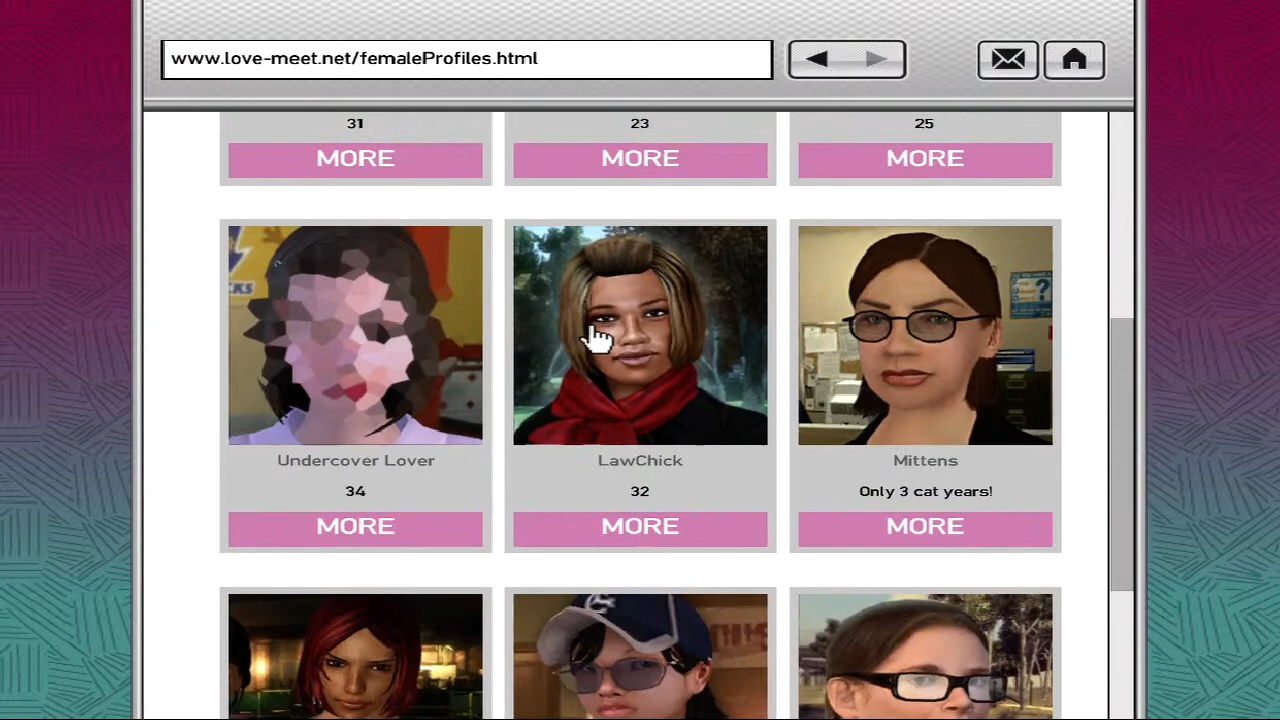 www.love-meet.net/femaleProfiles.html
31 23 25
MORE MORE MORE
Undercover Lover LawChick Mittens
34 32 Only 3 cat years!
MORE MORE MORE